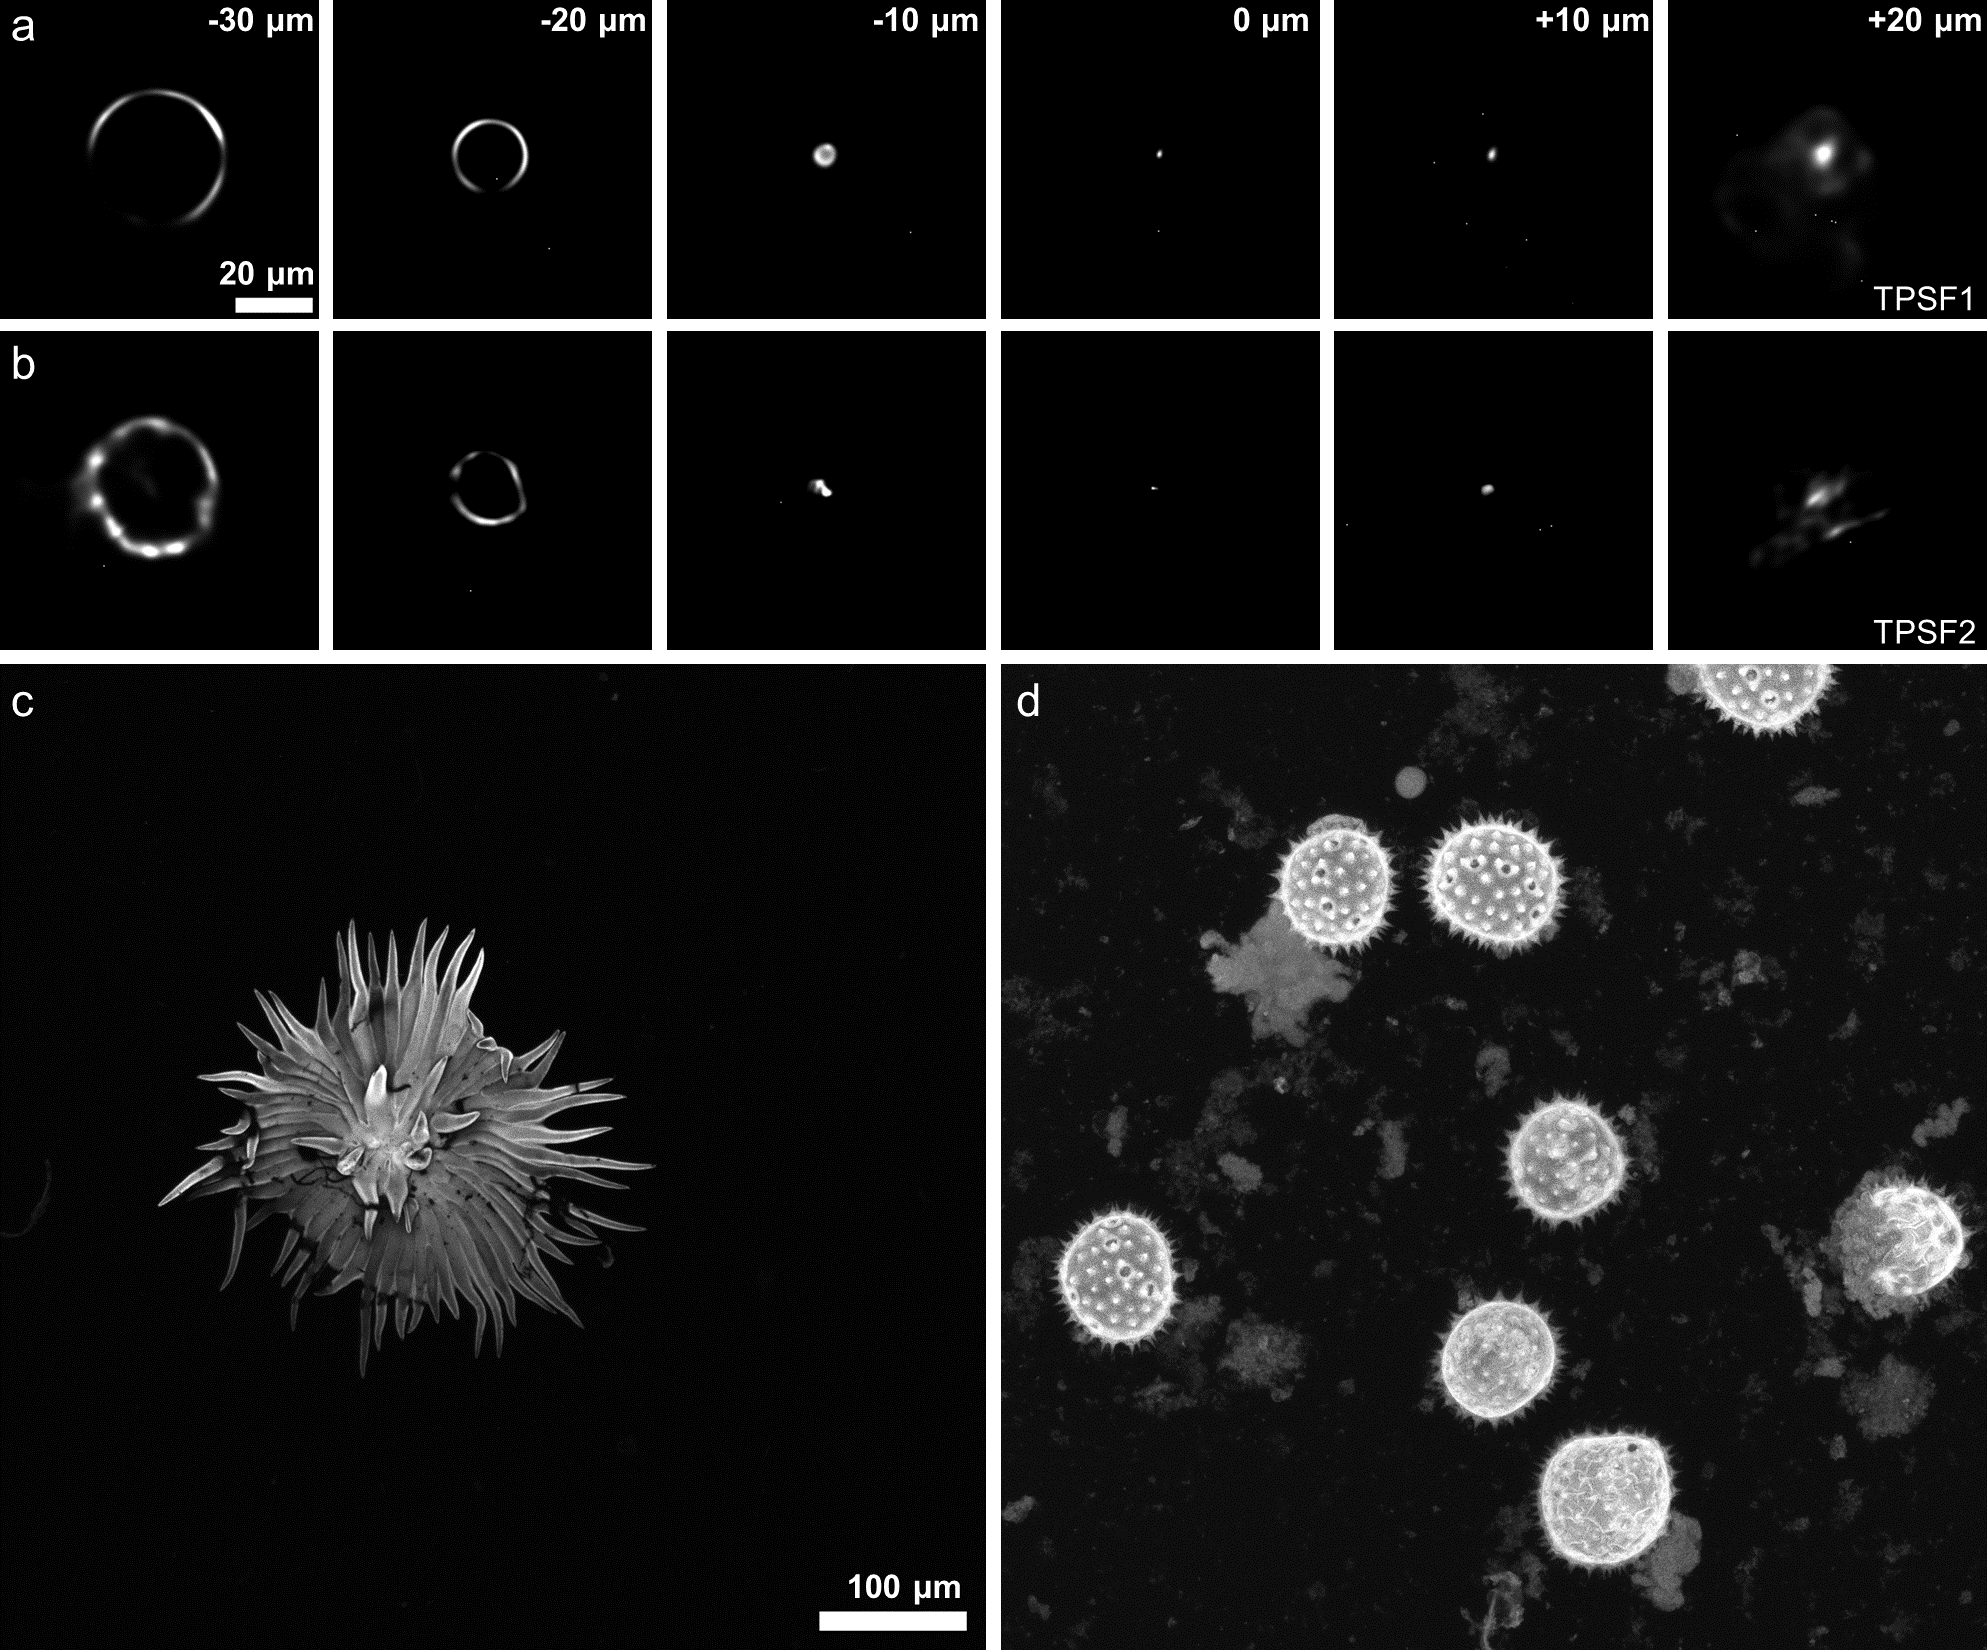 a
-30 µm
-20 µm
-10 µm
0 µm
+10 µm
+20 µm
20 µm
TPSF1
b
TPSF2
c
d
100 µm